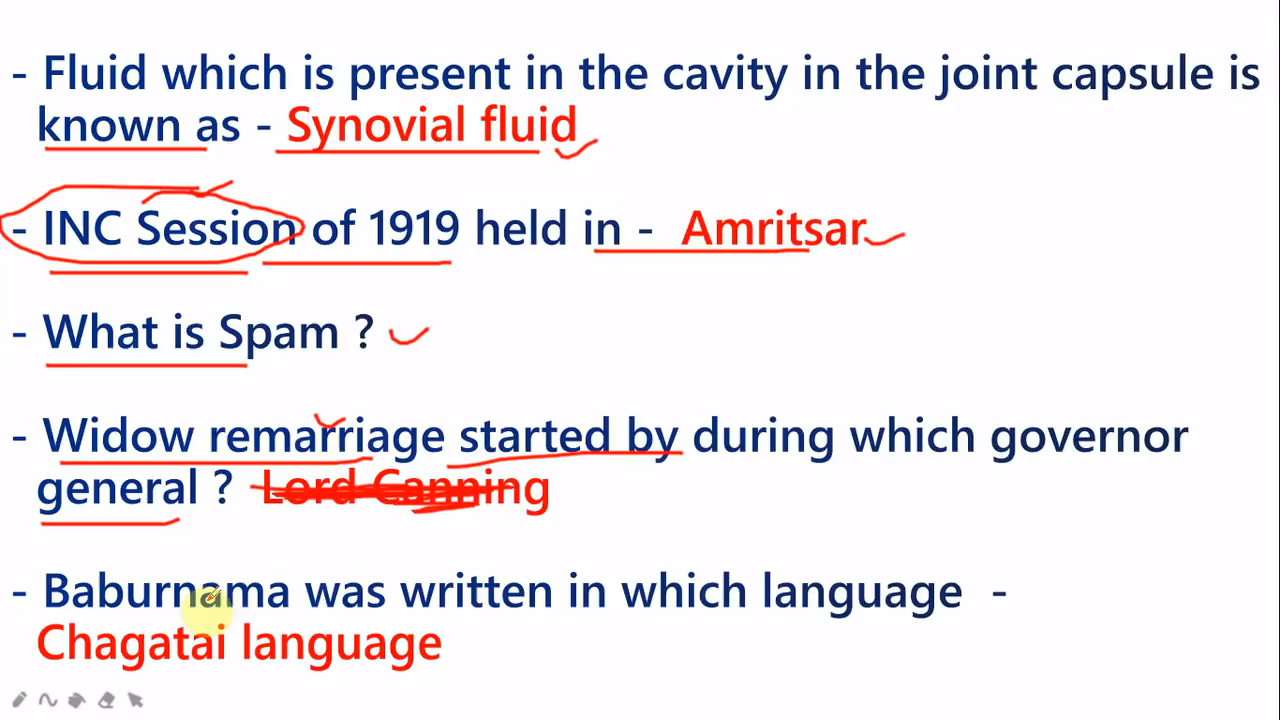 - Fluid which is present in the cavity in the joint capsule is
known as - Synovial fluid
- INC Session of 1919 held in - Amritsar
- What is Spam ?
- Widow remarriage started by during which governor
general ? Lord Canning
- Baburnama was written in which language -
Chagatai language